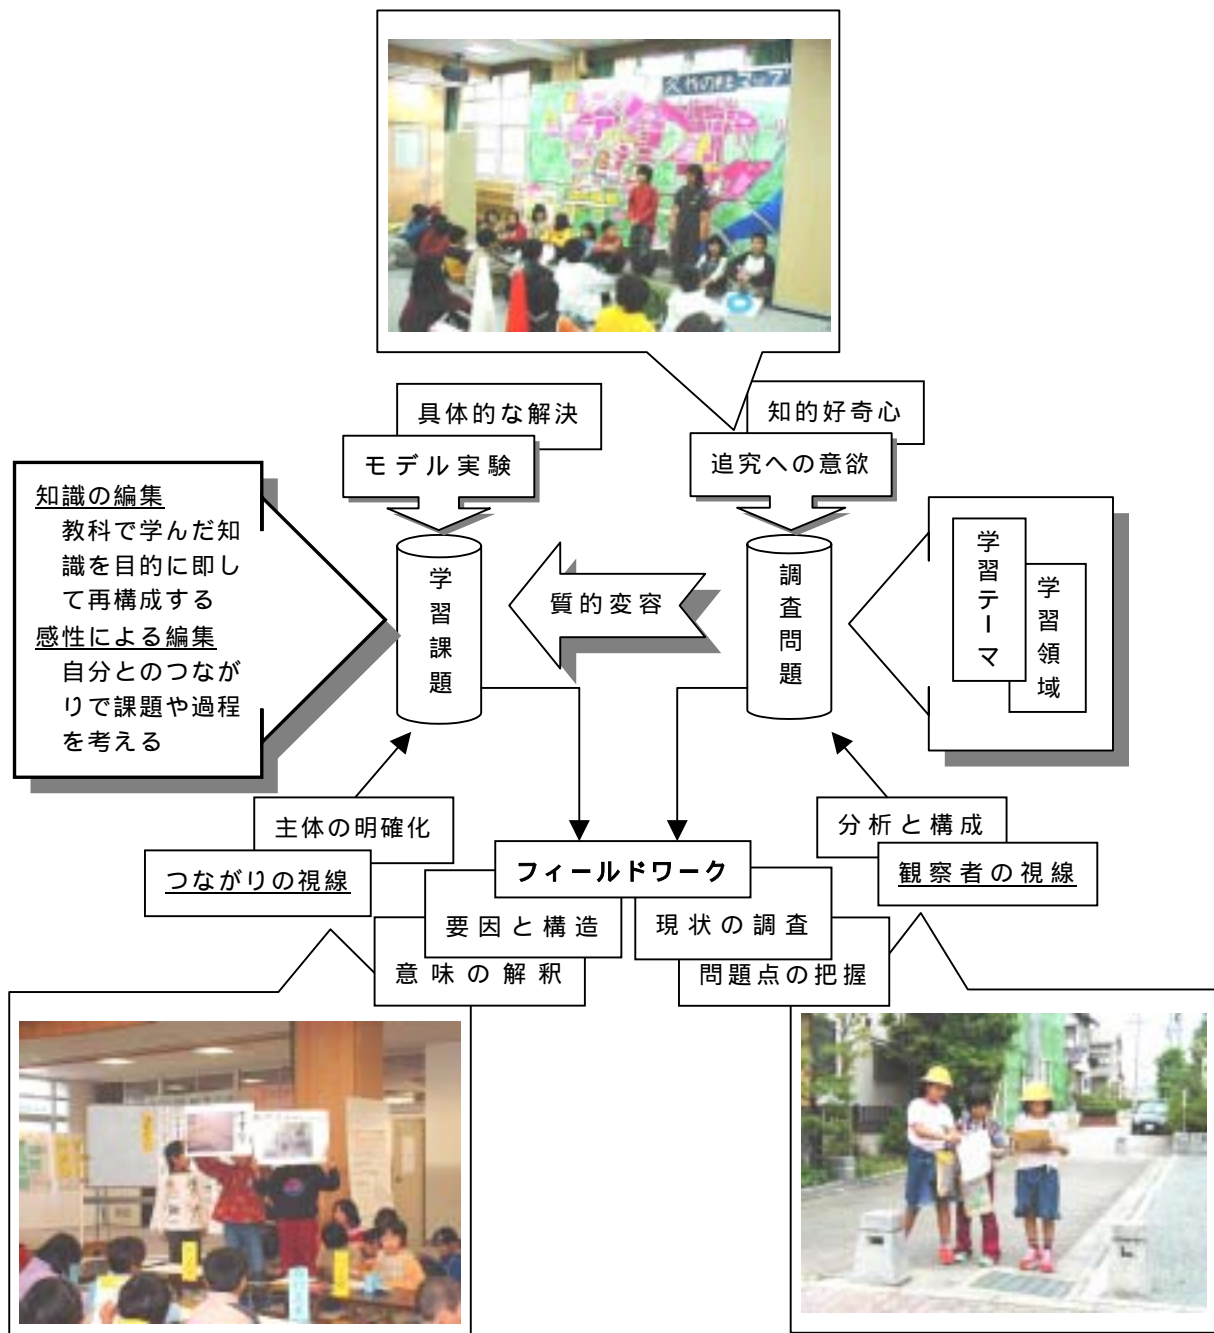 マップ
具体的な解決
モデル実験
知的好奇心
追究への意欲
知識の編集
教科で学んだ知
識を目的に即し
て再構成する
感性による編集
自分とのつなが
りで課題や過程
を考える
学習課題
質的変容
調査問題
学習テーマ
学習領域
主体の明確化
つながりの視線
分析と構成
観察者の視線
フィールドワーク
要因と構造
現状の調査
意味の解釈
問題点の把握